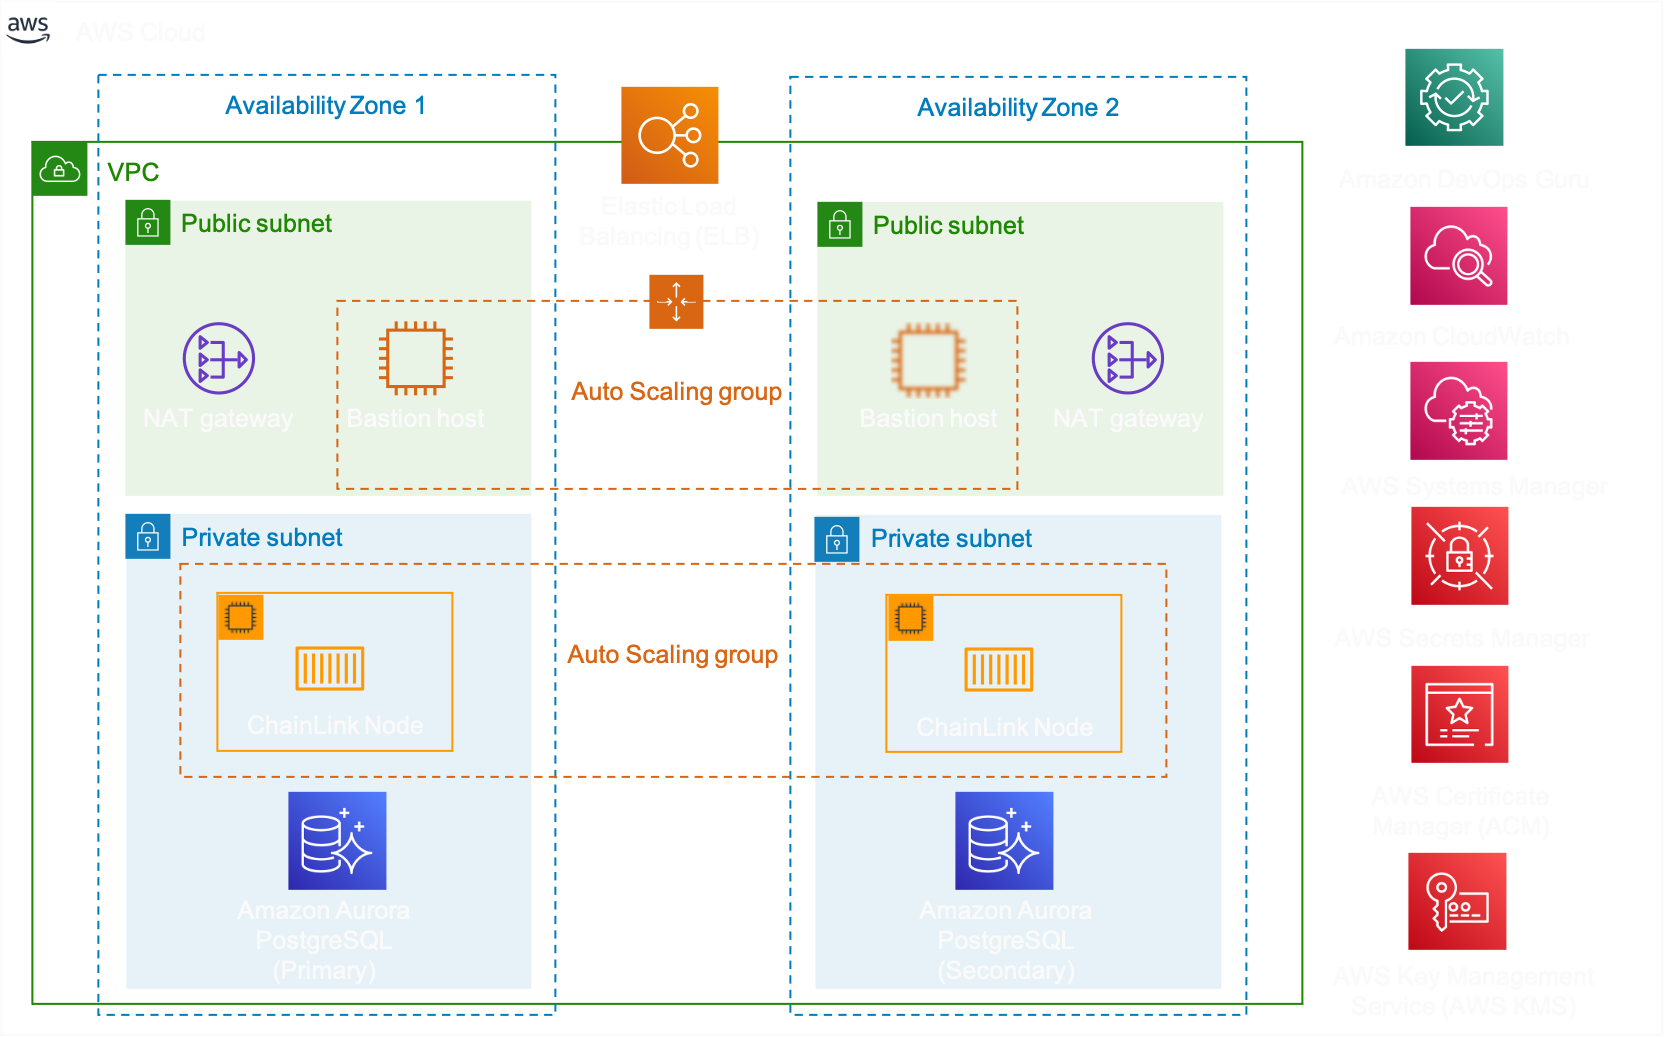 aws
AWS Cloud
Availability Zone 1
Availability Zone 2
VPC
Public subnet
Elastic Load
Balancing (ELB)
Public subnet
NAT gateway
Bastion host
Auto Scaling group
Bastion host
NAT gateway
Private subnet
Private subnet
ChainLink Node
Auto Scaling group
ChainLink Node
Amazon Aurora
PostgreSQL
(Primary)
Amazon Aurora
PostgreSQL
(Secondary)
Amazon DevOps Guru
Amazon CloudWatch
AWS Systems Manager
AWS Secrets Manager
AWS Certificate
Manager (ACM)
AWS Key Management
Service (AWS KMS)